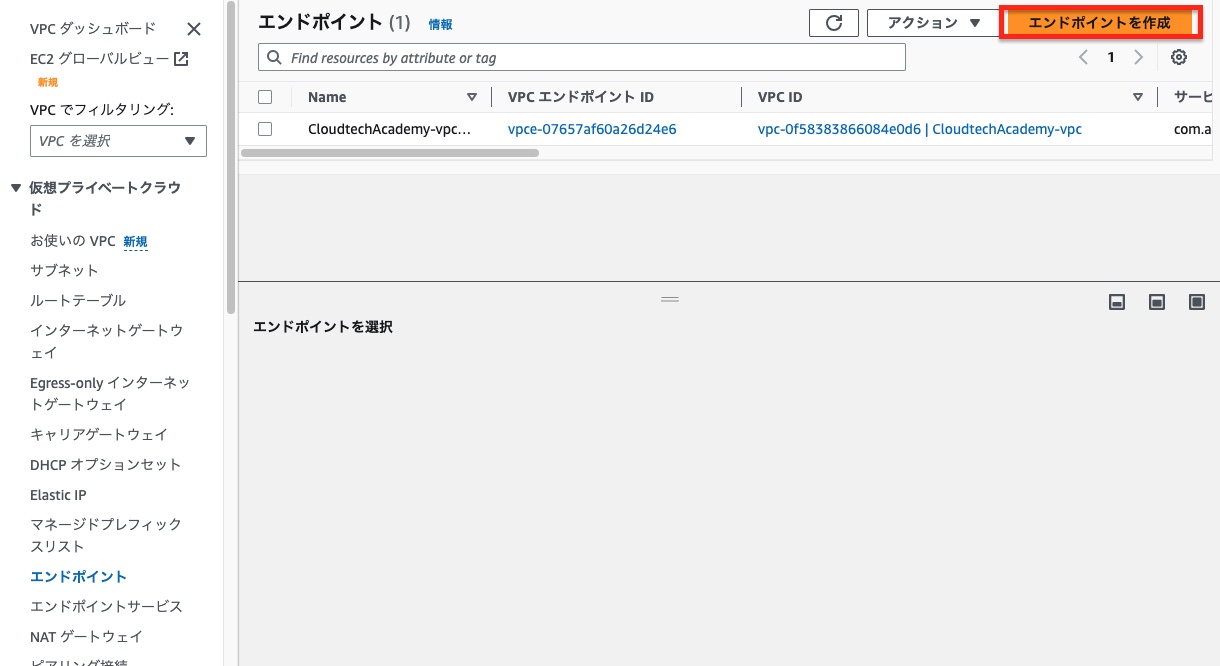 VPC ダッシュボード
EC2 グローバルビュー
新規
VPC でフィルタリング:
VPC を選択
仮想プライベートクラウ
ド
お使いの VPC 新規
サブネット
ルートテーブル
インターネットゲートウ
ェイ
Egress-only インターネッ
トゲートウェイ
キャリアゲートウェイ
DHCP オプションセット
Elastic IP
マネージドプレフィック
スリスト
エンドポイント
エンドポイントサービス
NAT ゲートウェイ
ピアリング接続
エンドポイント (1) 情報
アクション
エンドポイントを作成
Find resources by attribute or tag
1
Name VPC エンドポイント ID VPC ID サービ
CloudtechAcademy-vpc... vpce-07657af60a26d24e6 vpc-0f58383866084e0d6 | CloudtechAcademy-vpc com.a
エンドポイントを選択